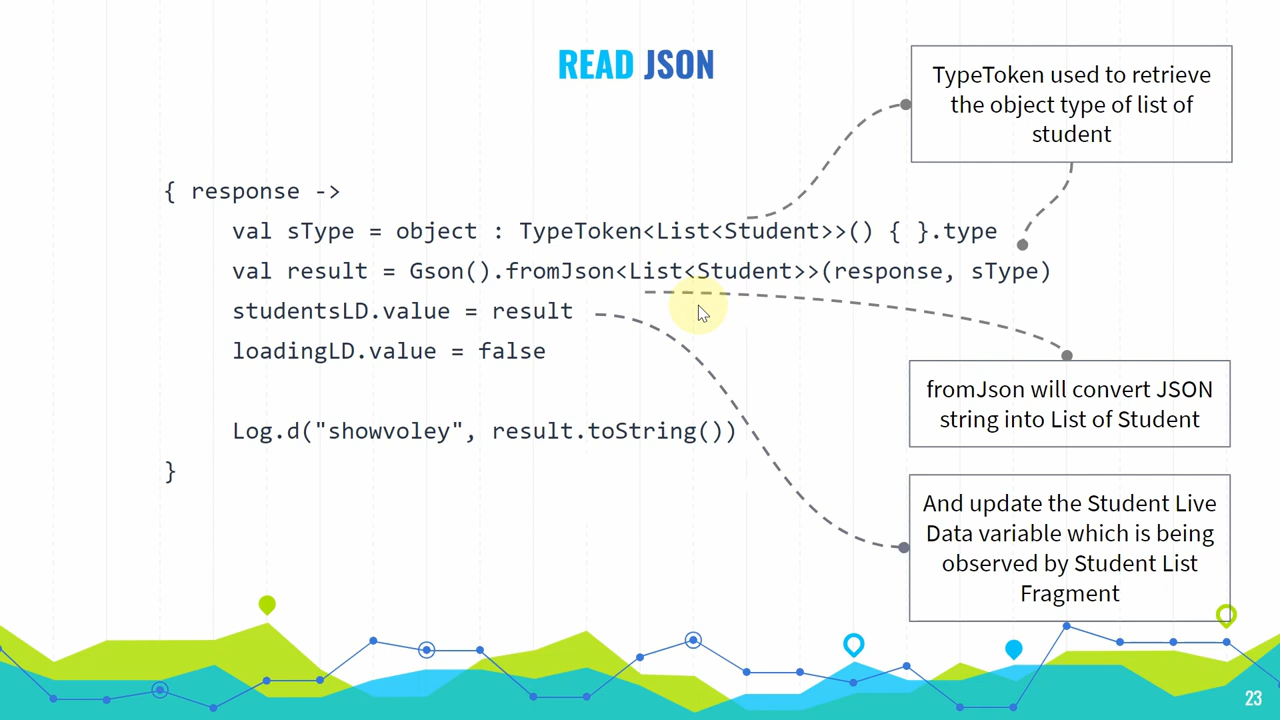 READ JSON
TypeToken used to retrieve
the object type of list of
student
{ response ->
val sType = object : TypeToken<List<Student>>() { }.type
val result = Gson().fromJson<List<Student>>(response, sType)
studentsLD.value = result
loadingLD.value = false
Log.d("showvoley", result.toString())
}
fromJson will convert JSON
string into List of Student
And update the Student Live
Data variable which is being
observed by Student List
Fragment
23